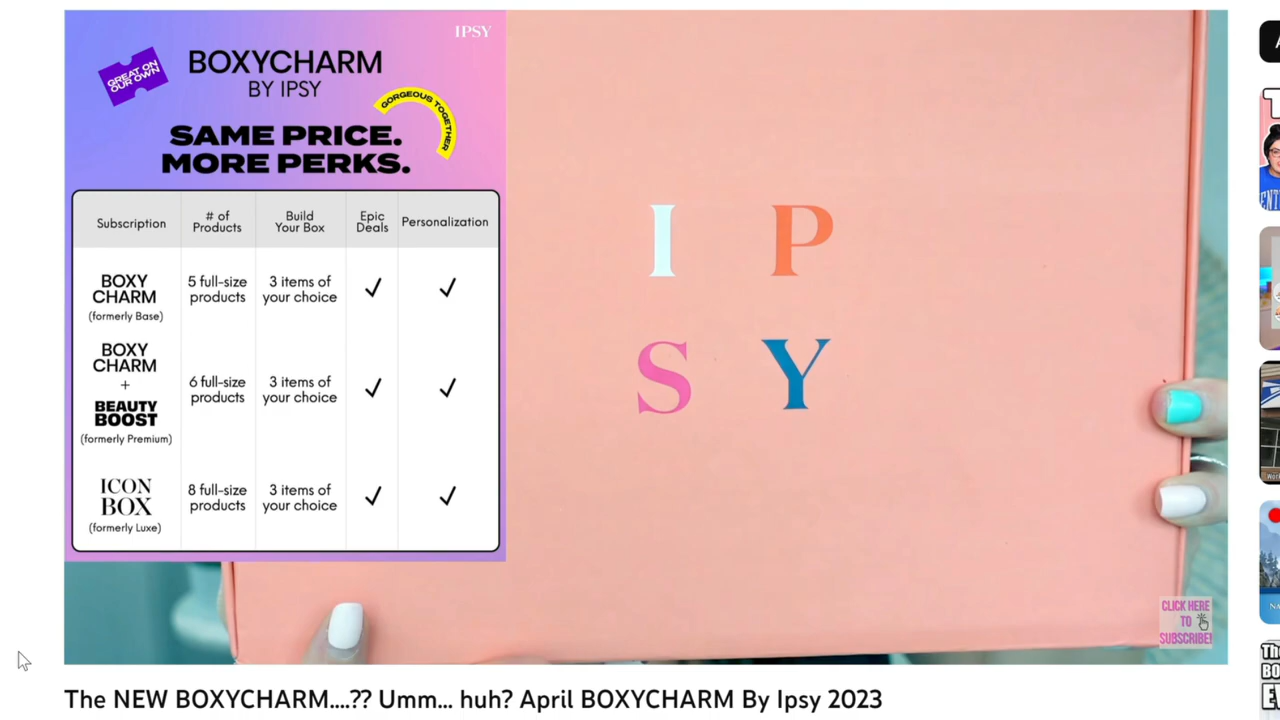 IPSY
GREAT ON
OUR OWN
BOXYCHARM
BY IPSY
GORGEOUS TOGETHER
SAME PRICE.
MORE PERKS.
Subscription
# of
Products
Build
Your Box
Epic
Deals
Personalization
BOXY
CHARM
(formerly Base)
5 full-size
products
3 items of
your choice
BOXY
CHARM
+
BEAUTY
BOOST
(formerly Premium)
6 full-size
products
3 items of
your choice
ICON
BOX
(formerly Luxe)
8 full-size
products
3 items of
your choice
I P
S Y
CLICK HERE
TO
SUBSCRIBE!
The NEW BOXYCHARM....?? Umm... huh? April BOXYCHARM By Ipsy 2023